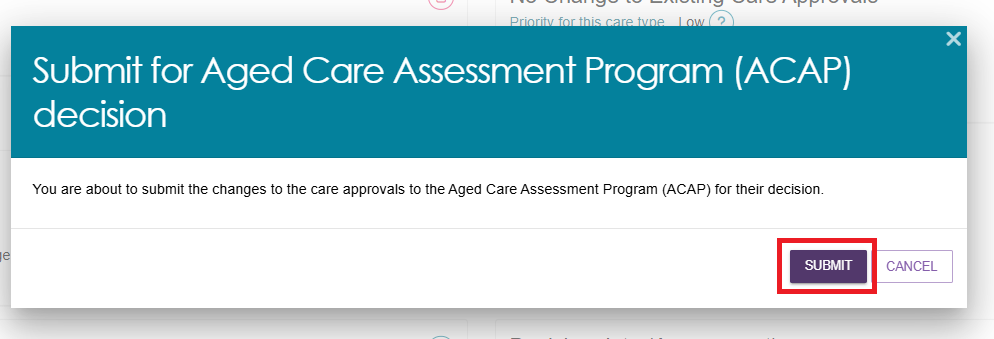 No Change to Existing Care Approvals
Priority for this care type Low ?
Submit for Aged Care Assessment Program (ACAP)
decision
You are about to submit the changes to the care approvals to the Aged Care Assessment Program (ACAP) for their decision.
ge
SUBMIT CANCEL